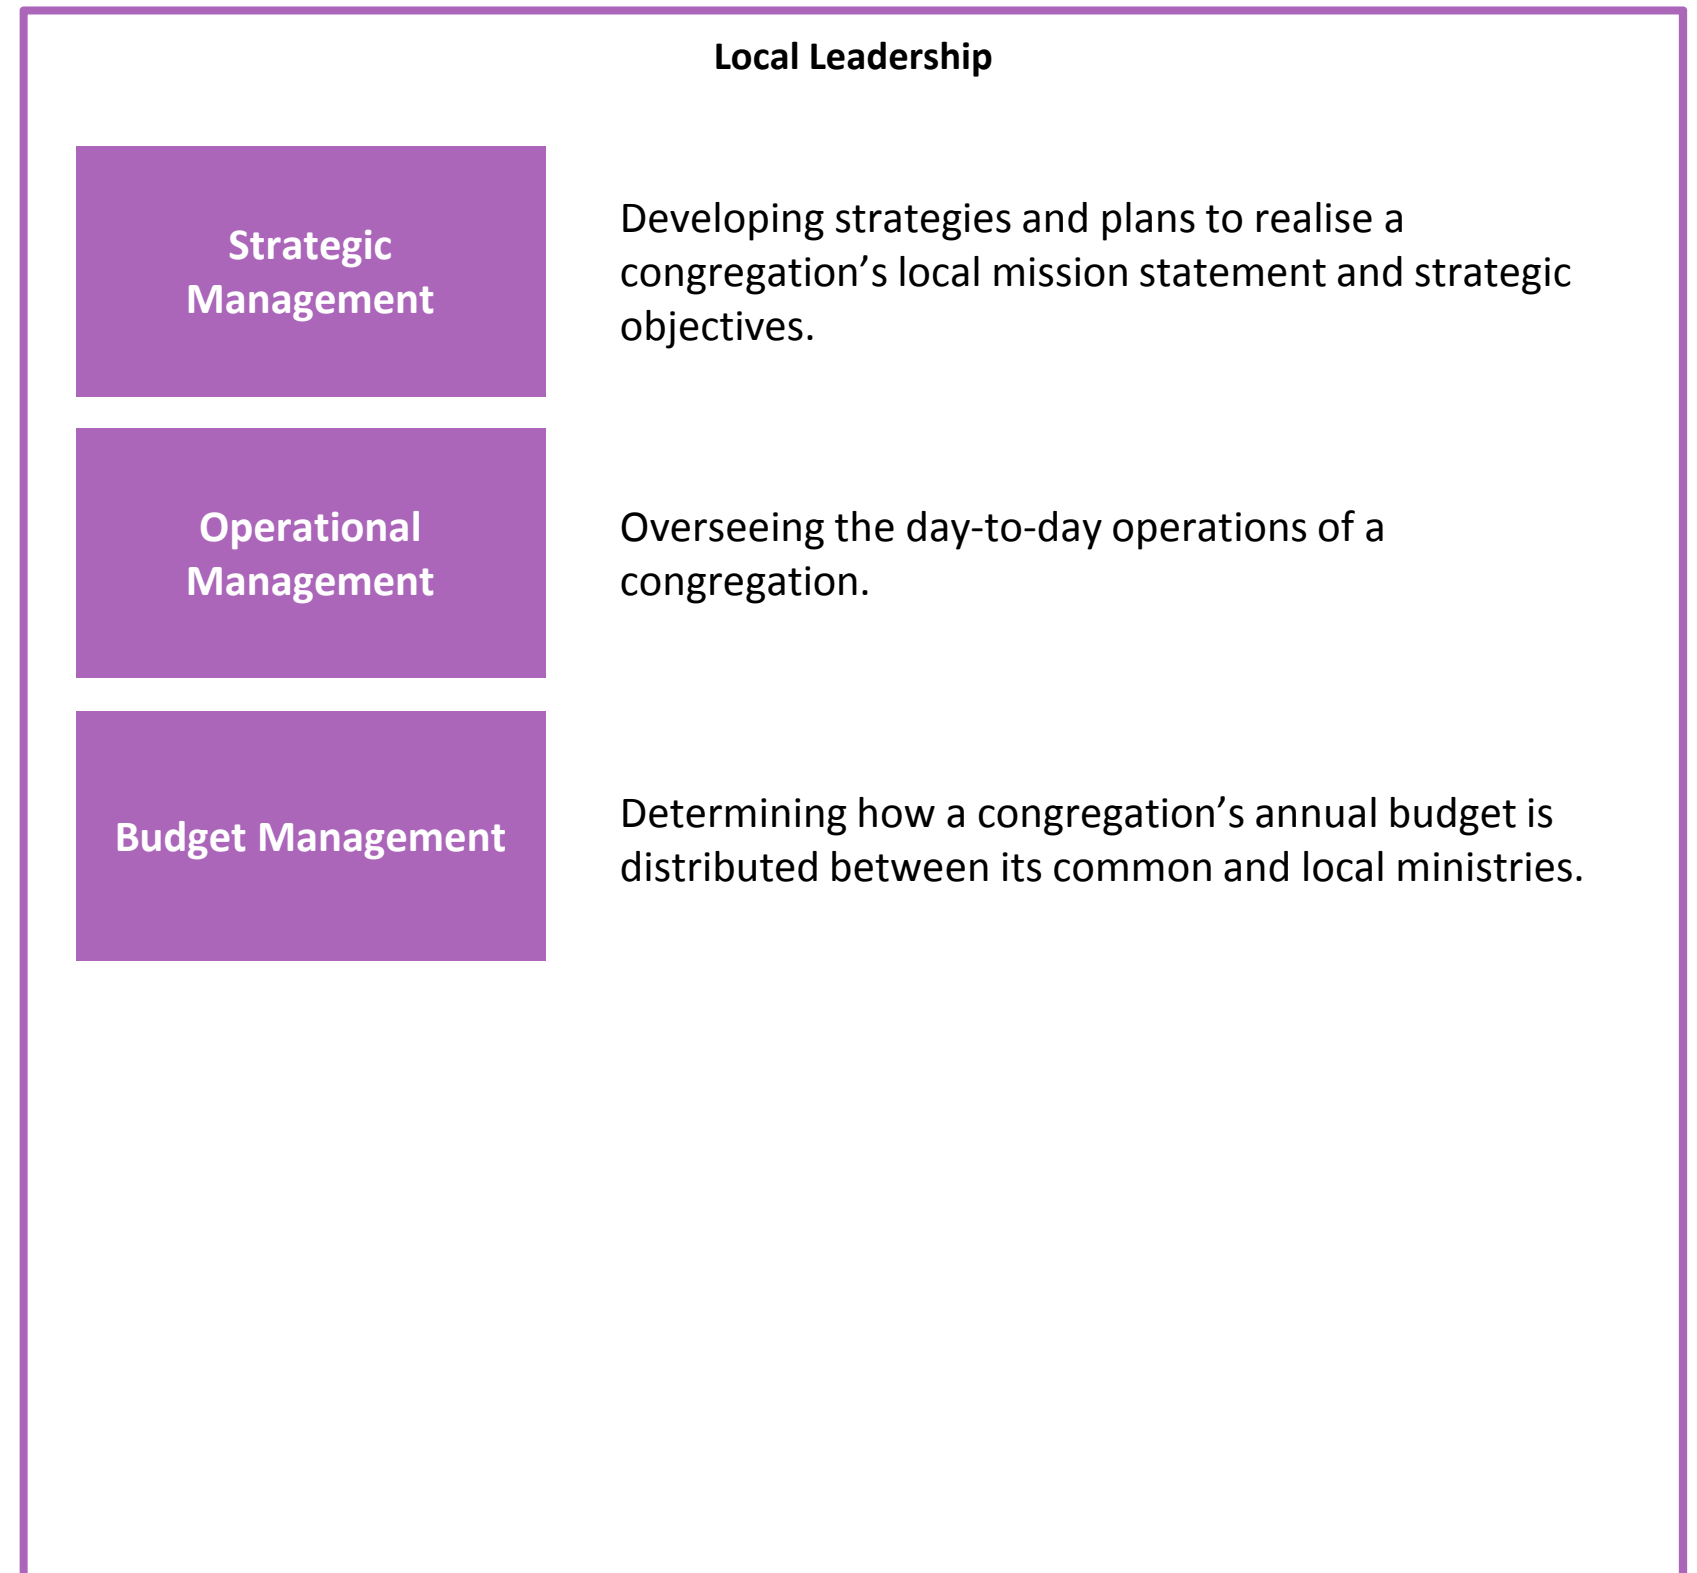 Local Leadership
Strategic
Management
Developing strategies and plans to realise a
congregation’s local mission statement and strategic
objectives.
Operational
Management
Overseeing the day-to-day operations of a
congregation.
Budget Management
Determining how a congregation’s annual budget is
distributed between its common and local ministries.